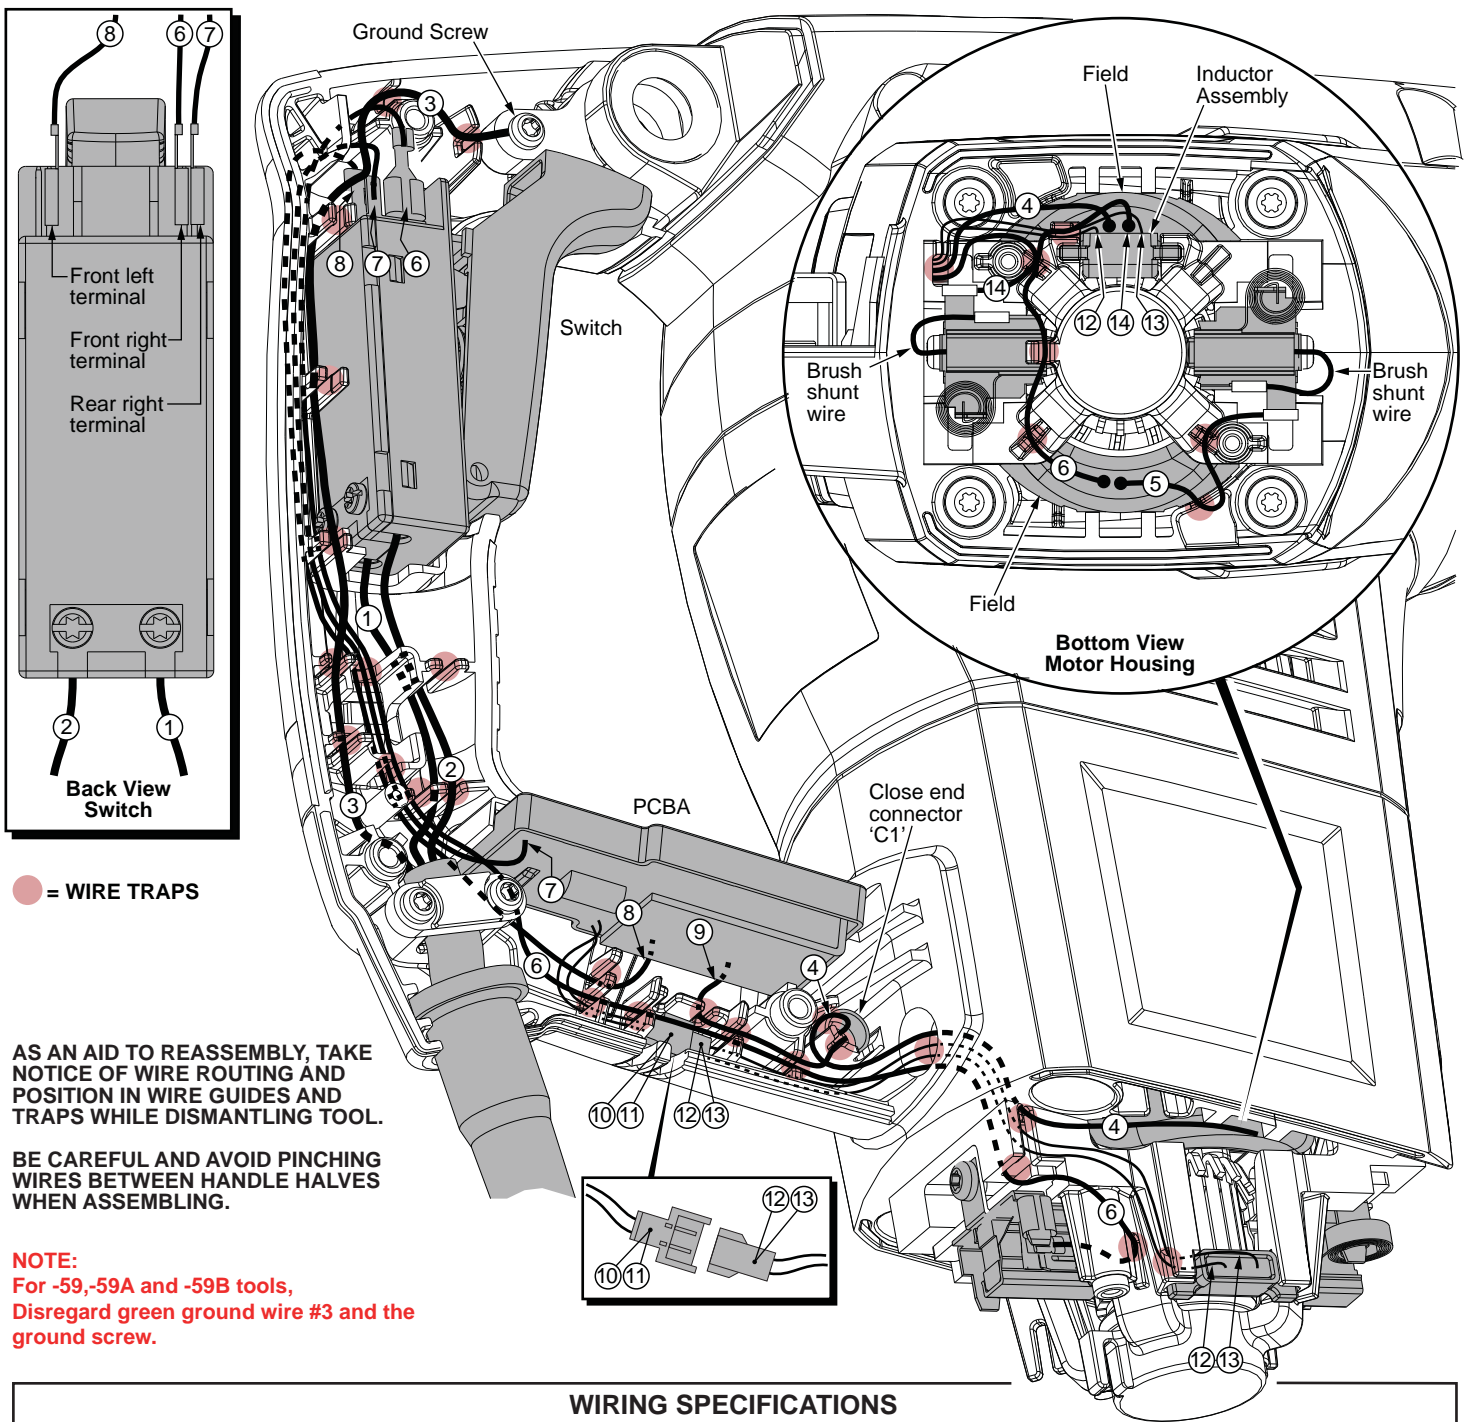 8
6
7
Front left
terminal
Front right
terminal
Rear right
terminal
2
1
Back View
Switch
Ground Screw
3
8
7
6
Switch
1
2
3
Field
Inductor
Assembly
4
14
12
14
13
Brush
shunt
wire
Brush
shunt
wire
6
5
Field
Bottom View
Motor Housing
PCBA
Close end
connector
‘C1’
7
8
9
6
4
10
11
12
13
= WIRE TRAPS
AS AN AID TO REASSEMBLY, TAKE
NOTICE OF WIRE ROUTING AND
POSITION IN WIRE GUIDES AND
TRAPS WHILE DISMANTLING TOOL.
BE CAREFUL AND AVOID PINCHING
WIRES BETWEEN HANDLE HALVES
WHEN ASSEMBLING.
NOTE:
For -59,-59A and -59B tools,
Disregard green ground wire #3 and the
ground screw.
12
13
10
11
4
6
12
13
WIRING SPECIFICATIONS